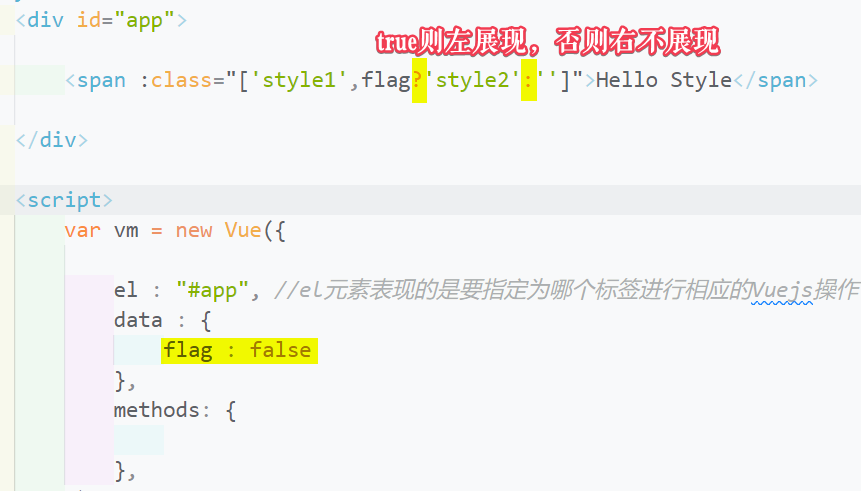 <div id="app">
true则左展现，否则右不展现
<span :class="['style1',flag?'style2':'']">Hello Style</span>
</div>
<script>
var vm = new Vue({
el : "#app", //el元素表现的是要指定为哪个标签进行相应的Vuejs操作
data : {
flag : false
},
methods: {
},